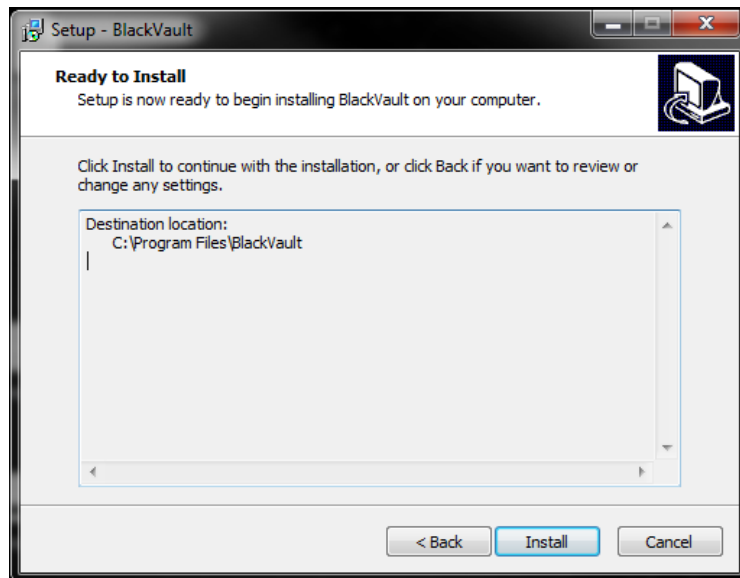 Setup - BlackVault
Ready to Install
Setup is now ready to begin installing BlackVault on your computer.
Click Install to continue with the installation, or click Back if you want to review or
change any settings.
Destination location:
C:\Program Files\BlackVault
< Back Install Cancel